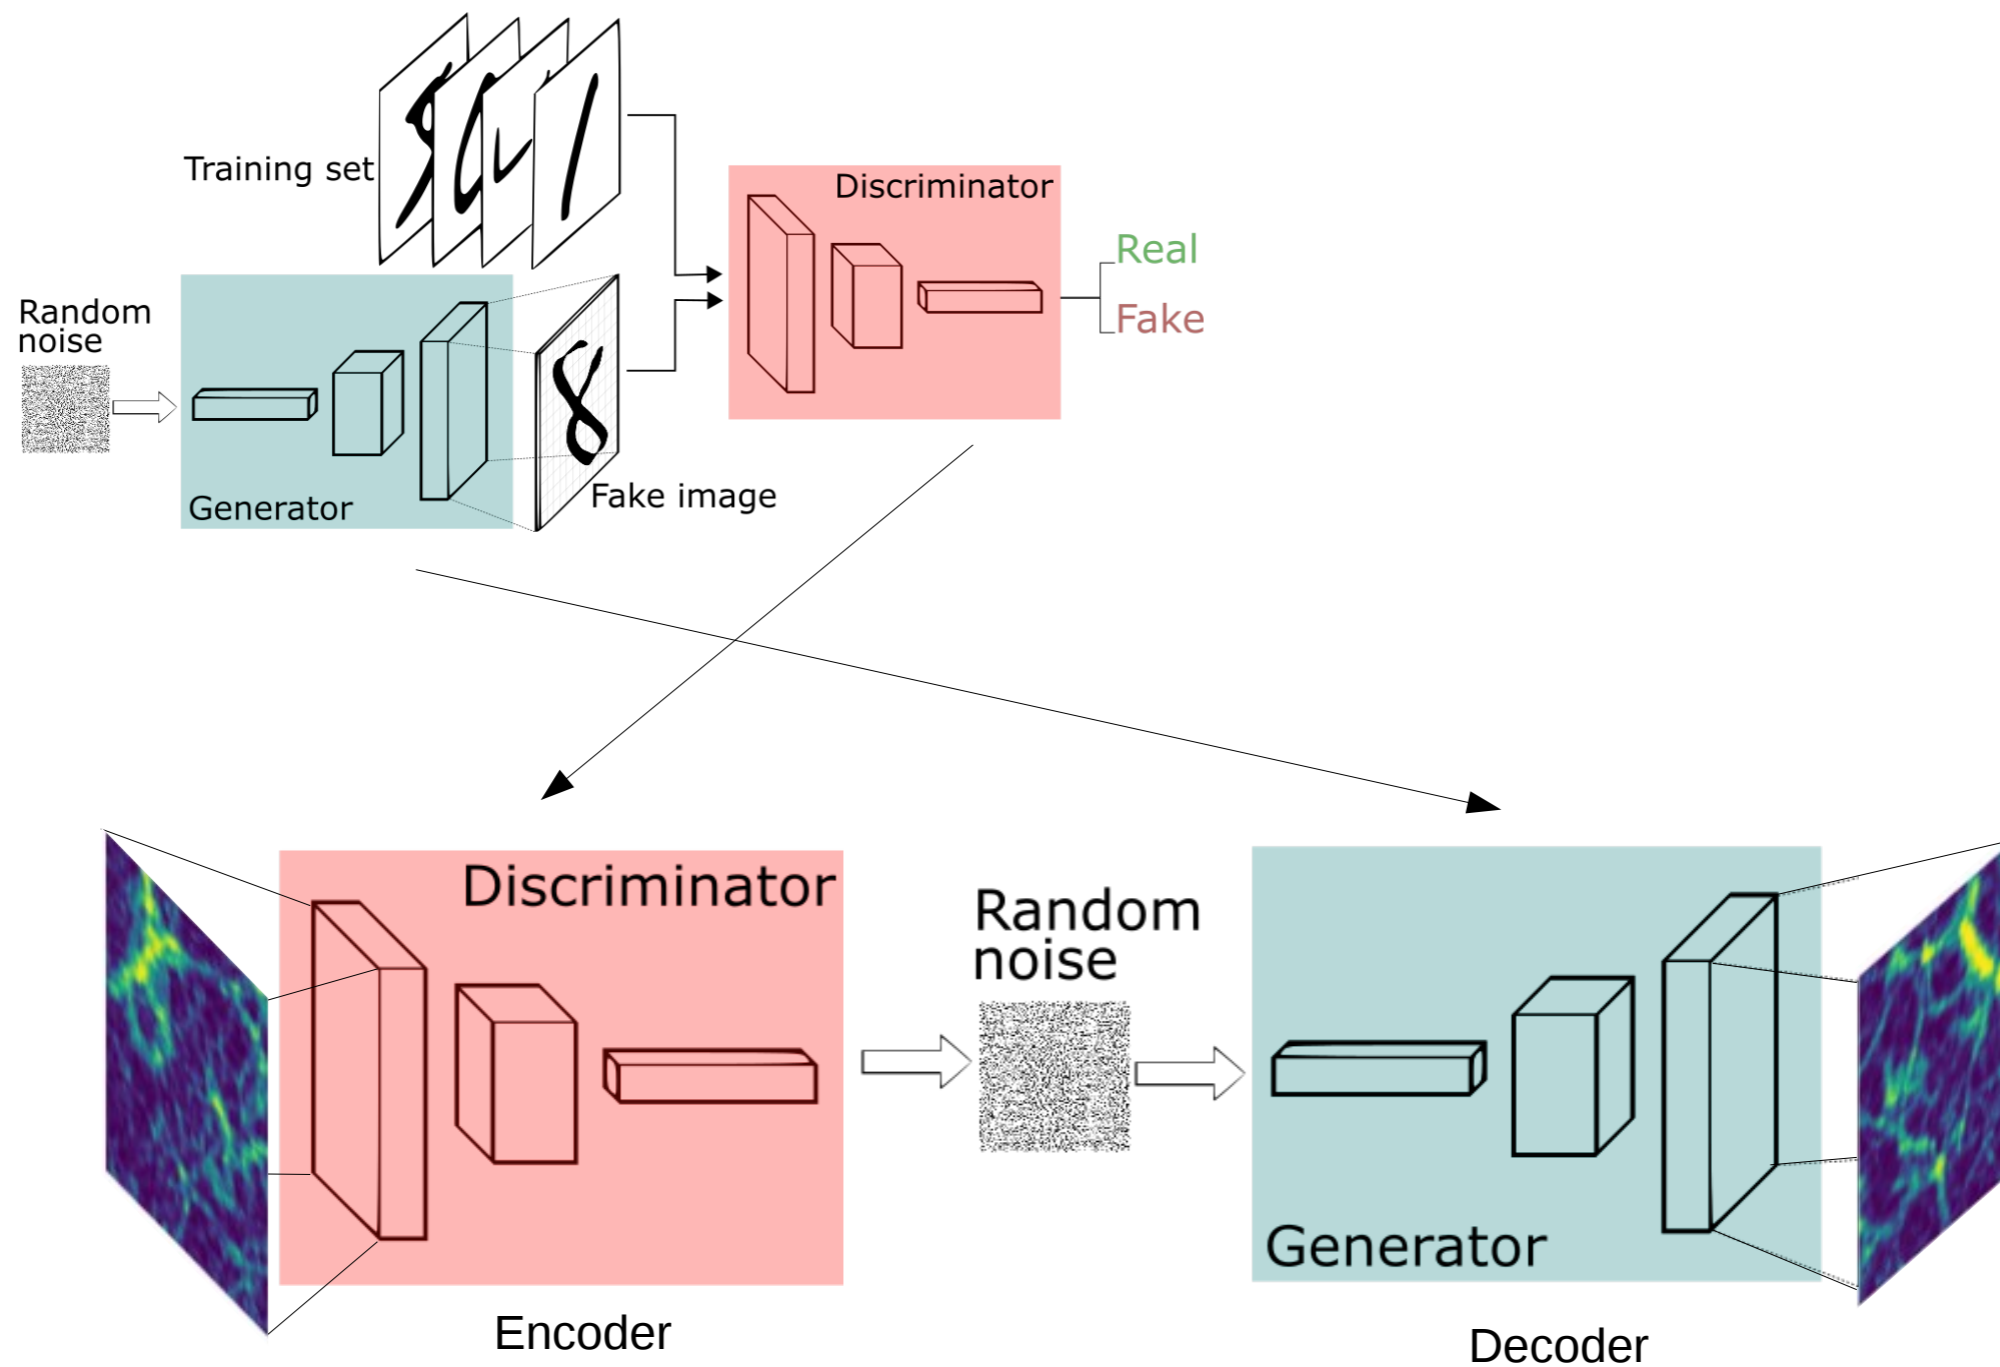 Training set
Discriminator
Real
Fake
Random
noise
Generator
Fake image
Discriminator
Random
noise
Generator
Encoder
Decoder